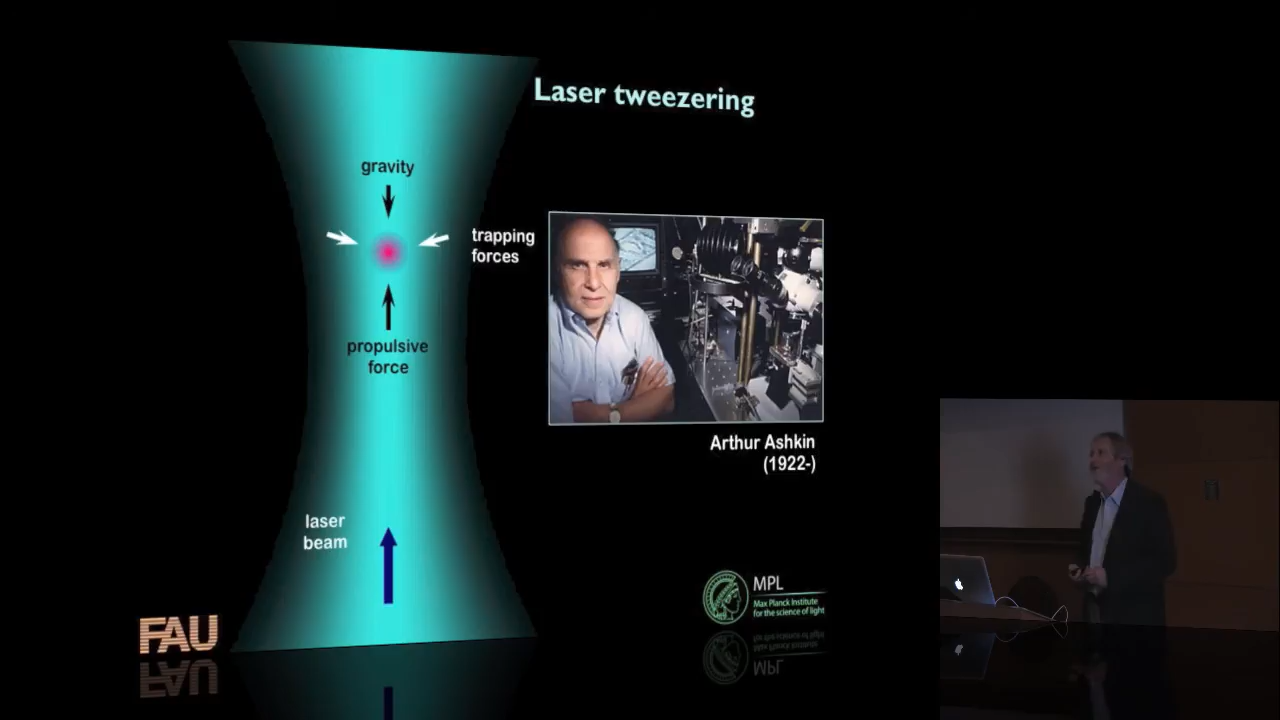 Laser tweezering
gravity
trapping
forces
propulsive
force
Arthur Ashkin
(1922-)
laser
beam
MPL
Max Planck Institute
for the science of light
FAU